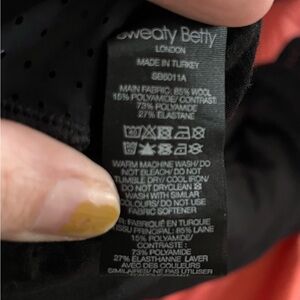 Sweaty Betty
LONDON
MADE IN TURKEY
SB6011A
MAIN FABRIC: 85% WOOL
15% POLYAMIDE/ CONTRAST:
73% POLYAMIDE
27% ELASTANE
WARM MACHINE WASH/ DO
NOT BLEACH/ DO NOT
TUMBLE DRY/ COOL IRON/
DO NOT DRYCLEAN
WASH WITH SIMILAR
COLOURS/ DO NOT USE
FABRIC SOFTENER
FABRIQUÉ EN TURQUIE
ISSU PRINCIPAL: 85% LAINE
15% POLYAMIDE/
CONTRASTE :
73% POLYAMIDE
27% ELASTHANNE LAVER
AVEC DES COULEURS
SIMILAIRES/ NE PAS